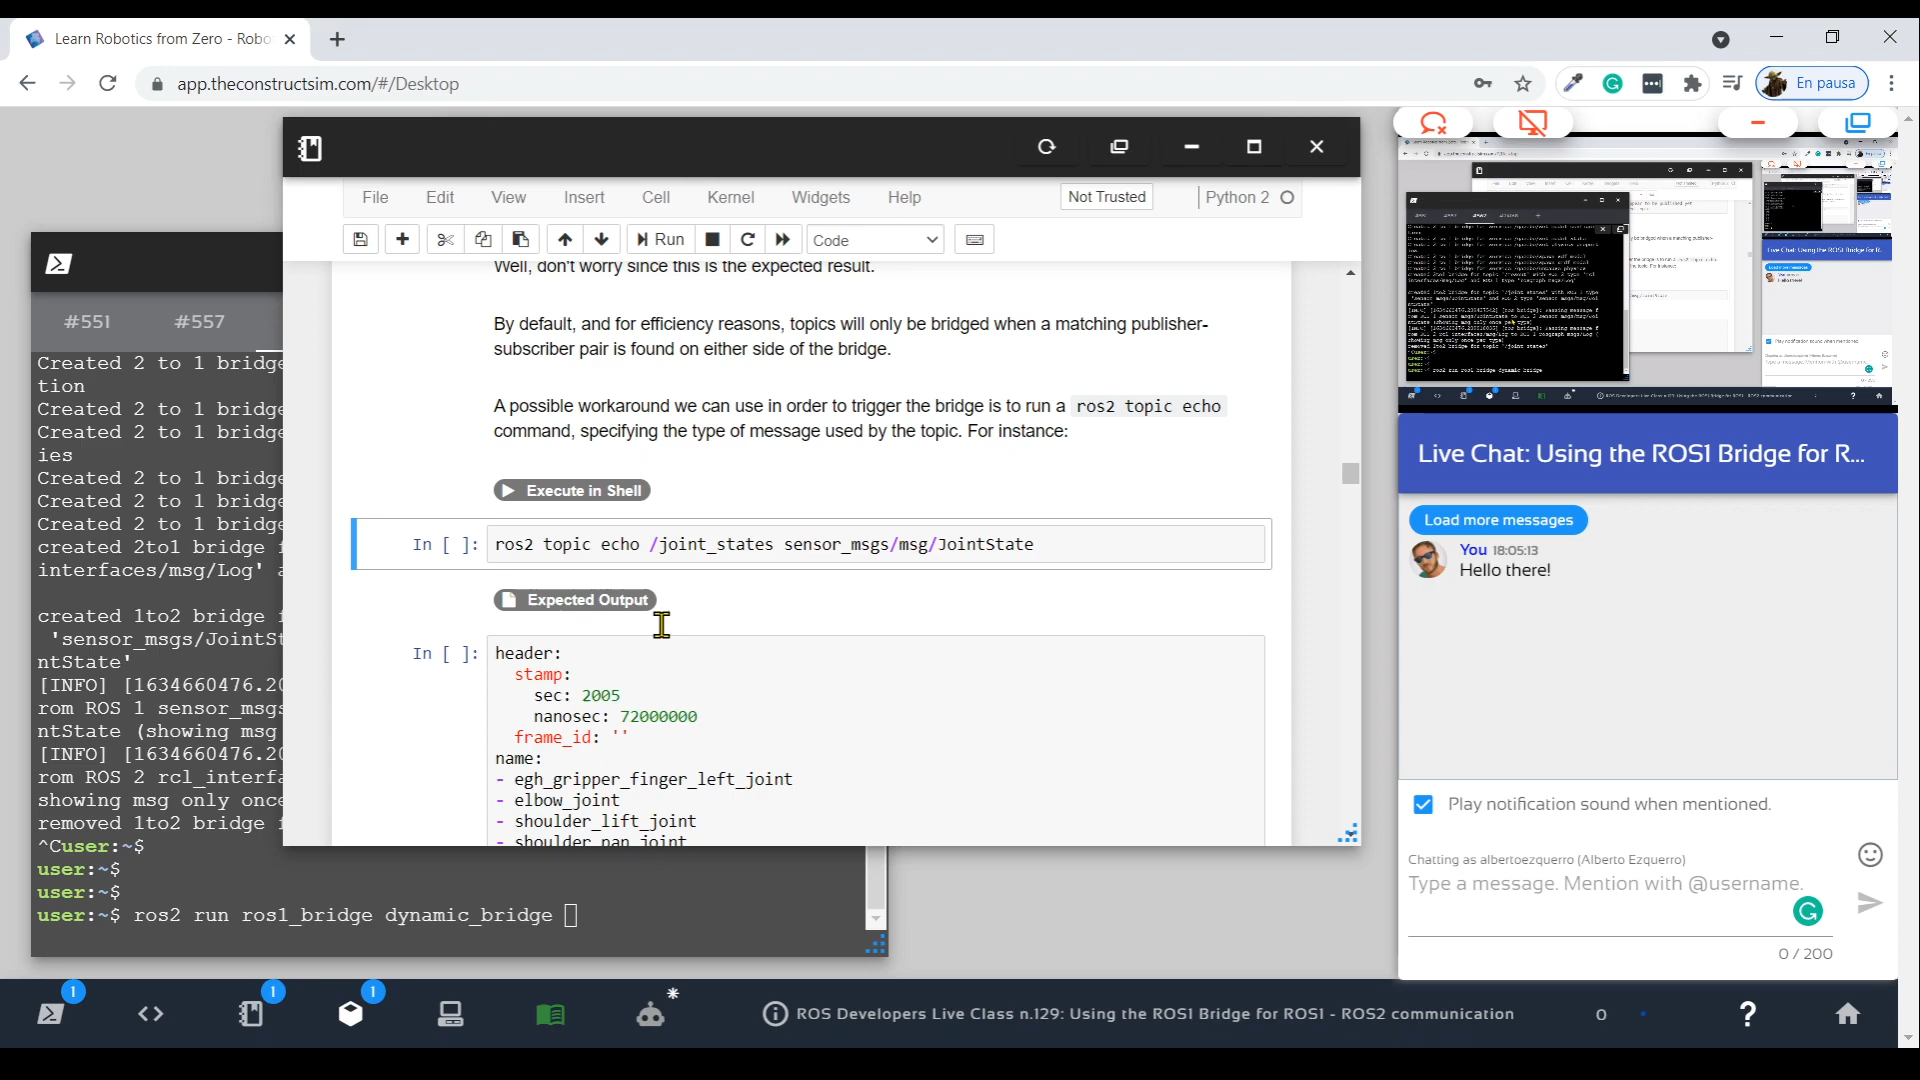 Learn Robotics from Zero - Robo
app.theconstructsim.com/#/Desktop
En pausa
File Edit View Insert Cell Kernel Widgets Help
Not Trusted
Python 2
Run
Code
Well, don't worry since this is the expected result.
By default, and for efficiency reasons, topics will only be bridged when a matching publisher-
subscriber pair is found on either side of the bridge.
A possible workaround we can use in order to trigger the bridge is to run a ros2 topic echo
command, specifying the type of message used by the topic. For instance:
Execute in Shell
In [ ]: ros2 topic echo /joint_states sensor_msgs/msg/JointState
Expected Output
In [ ]: header:
stamp:
sec: 2005
nanosec: 72000000
frame_id: ''
name:
- egh_gripper_finger_left_joint
- elbow_joint
- shoulder_lift_joint
- shoulder_pan_joint
#551 #557
Created 2 to 1 bridge
tion
Created 2 to 1 bridge
Created 2 to 1 bridge
ies
Created 2 to 1 bridge
Created 2 to 1 bridge
Created 2 to 1 bridge
created 2to1 bridge
interfaces/msg/Log'
created 1to2 bridge
'sensor_msgs/JointSt
ntState'
[INFO] [1634660476.20
rom ROS 1 sensor_msgs
ntState (showing msg
[INFO] [1634660476.20
rom ROS 2 rcl_interfa
showing msg only once
removed 1to2 bridge
^Cuser:~$
user:~$
user:~$
user:~$ ros2 run ros1_bridge dynamic_bridge
Live Chat: Using the ROS1 Bridge for R...
Load more messages
You 18:05:13
Hello there!
Play notification sound when mentioned.
Chatting as albertoezquerro (Alberto Ezquerro)
Type a message. Mention with @username.
0 / 200
1
1
1
ROS Developers Live Class n.129: Using the ROS1 Bridge for ROS1 - ROS2 communication
0
?